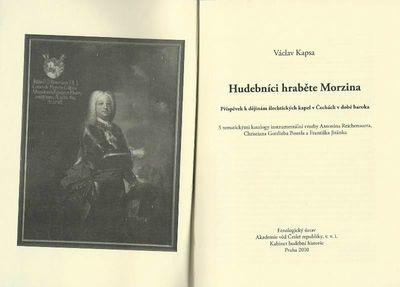 Václav Kapsa
Hudebníci hraběte Morzina
Příspěvek k dějinám šlechtických kapel v Čechách v době baroka
S tematickými katalogy instrumentální hudby Antonína Reichenauera,
Christiana Gottlieba Postela a Františka Jiránka
Etnologický ústav
Akademie věd České republiky, v. v. i.
Kabinet hudební historie
Praha 2010